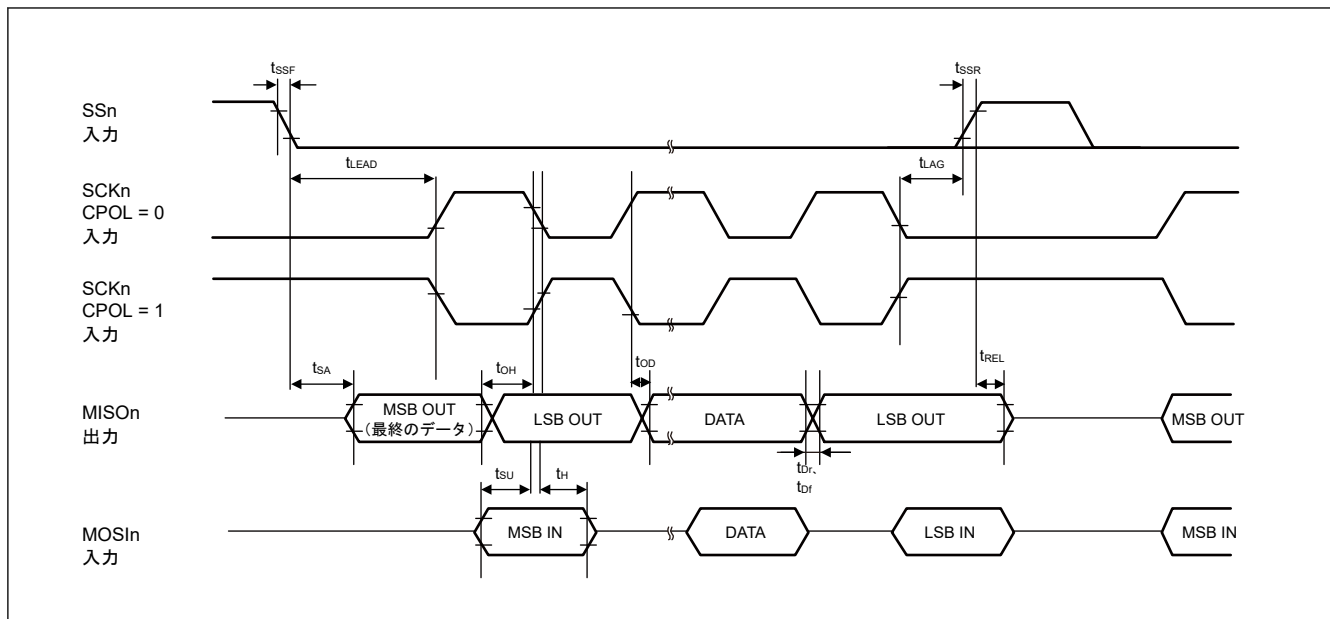 tSSF
tSSR
SSn
入力
tLEAD
tLAG
SCKn
CPOL = 0
入力
SCKn
CPOL = 1
入力
tSA
tOH
tOD
tREL
MISOn
出力
MSB OUT
(最終のデータ)
LSB OUT
DATA
LSB OUT
MSB OUT
tSU
tH
tDr、
tDf
MOSIn
入力
MSB IN
DATA
LSB IN
MSB IN